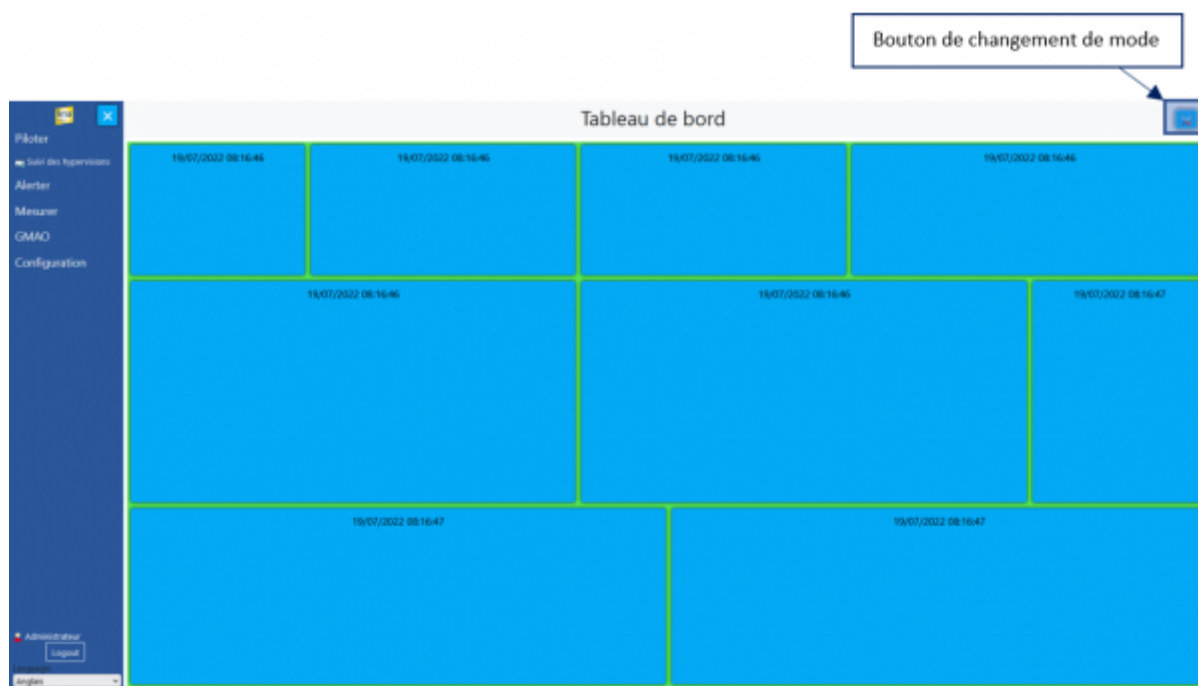 Bouton de changement de mode
Tableau de bord
Piloter
Suivi des hypervisions
Alerter
Mesurer
GMAO
Configuration
19/07/2022 08:16:46
19/07/2022 08:16:46
19/07/2022 08:16:46
19/07/2022 08:16:46
19/07/2022 08:16:46
19/07/2022 08:16:46
19/07/2022 08:16:47
19/07/2022 08:16:47
19/07/2022 08:16:47
Administrateur
Logout
Anglais